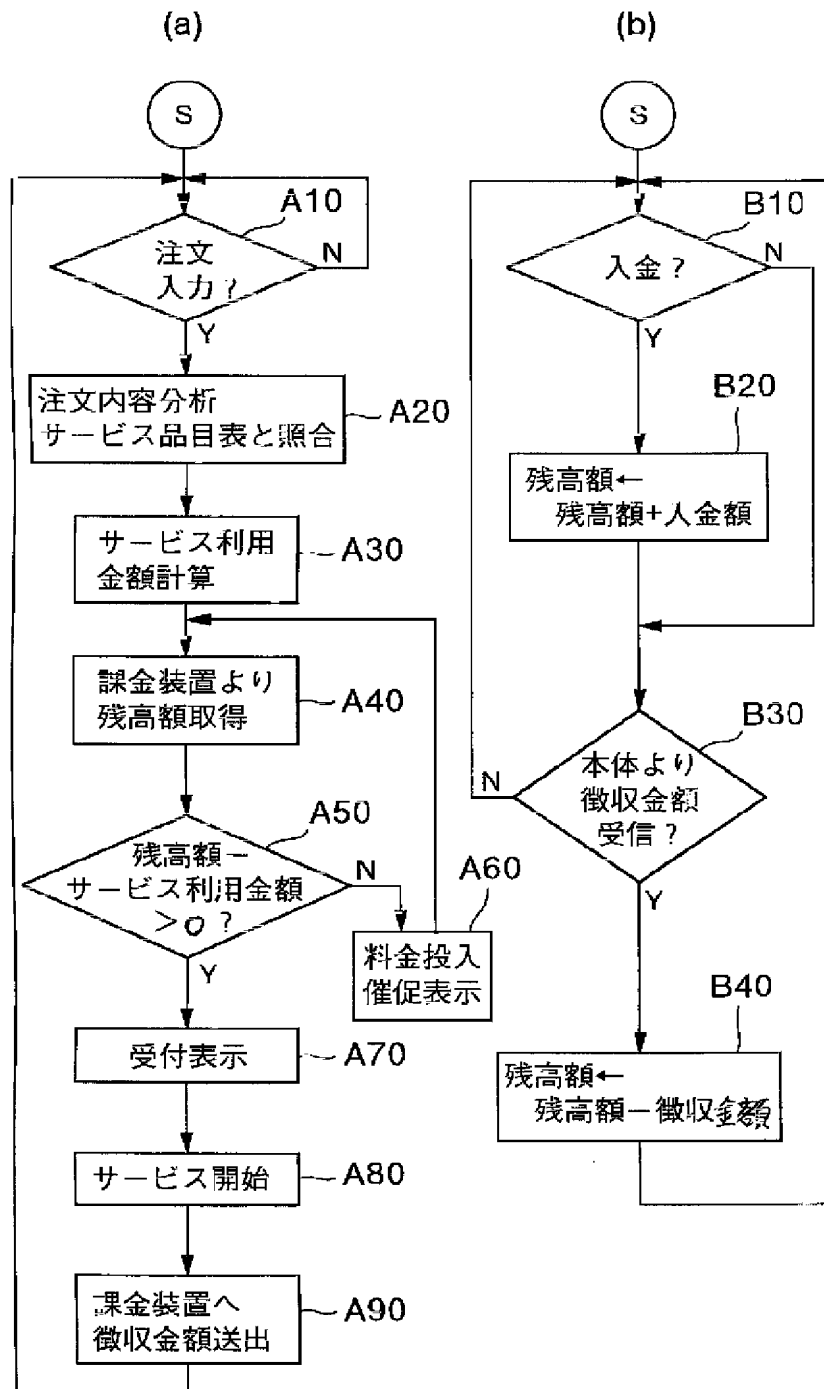 (a)
S
A10
注文
入力?
N
Y
注文内容分析
サービス品目表と照合
A20
サービス利用
金額計算
A30
課金装置より
残高額取得
A40
A50
残高額－
サービス利用金額
>0?
N
Y
A60
料金投入
催促表示
受付表示
A70
サービス開始
A80
課金装置へ
徴収金額送出
A90
(b)
S
B10
入金?
N
Y
B20
残高額←
残高額+人金額
B30
本体より
徴収金額
受信?
N
Y
B40
残高額←
残高額－徴収金額